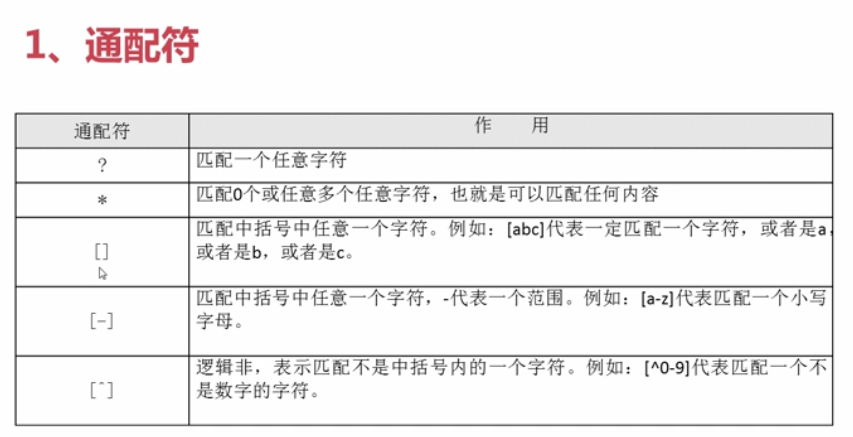 1、通配符
通配符
作 用
?
匹配一个任意字符
*
匹配0个或任意多个任意字符，也就是可以匹配任何内容
[]
匹配中括号中任意一个字符。例如：[abc]代表一定匹配一个字符，或者是a，
或者是b，或者是c。
[-]
匹配中括号中任意一个字符，-代表一个范围。例如：[a-z]代表匹配一个小写
字母。
[^]
逻辑非，表示匹配不是中括号内的一个字符。例如：[^0-9]代表匹配一个不
是数字的字符。